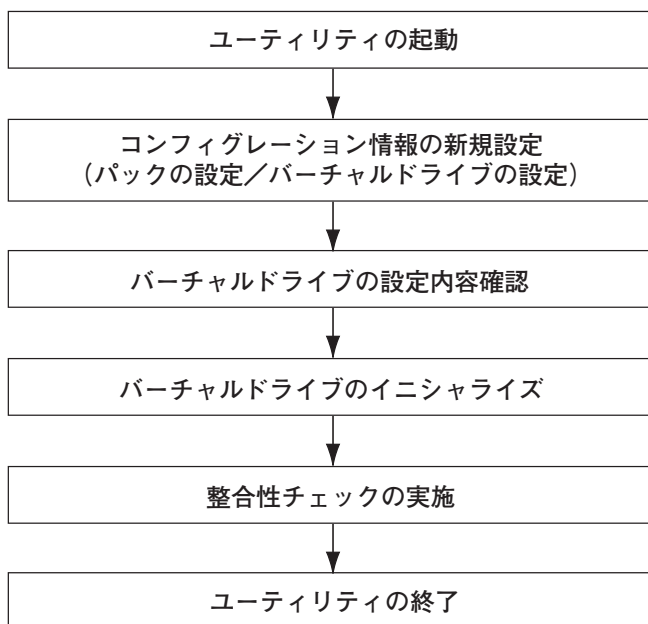 ユーティリティの起動
コンフィグレーション情報の新規設定
（パックの設定／バーチャルドライブの設定）
バーチャルドライブの設定内容確認
バーチャルドライブのイニシャライズ
整合性チェックの実施
ユーティリティの終了